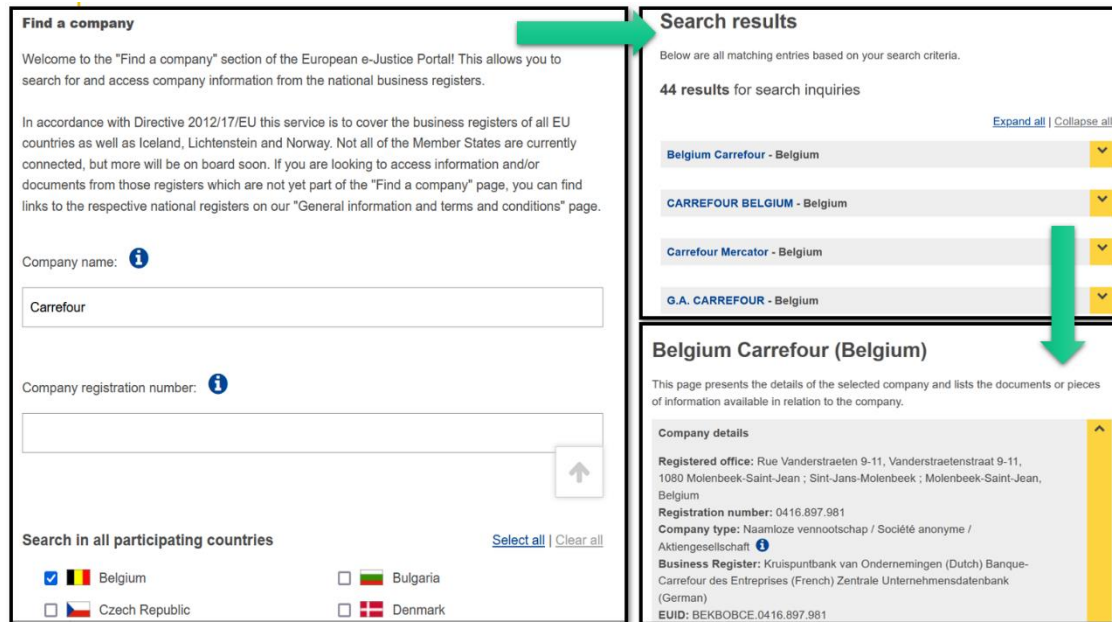 Find a company
Welcome to the "Find a company" section of the European e-Justice Portal! This allows you to
search for and access company information from the national business registers.
In accordance with Directive 2012/17/EU this service is to cover the business registers of all EU
countries as well as Iceland, Lichtenstein and Norway. Not all of the Member States are currently
connected, but more will be on board soon. If you are looking to access information and/or
documents from those registers which are not yet part of the "Find a company" page, you can find
links to the respective national registers on our "General information and terms and conditions" page.
Company name:
Carrefour
Company registration number:
Search in all participating countries
Select all | Clear all
Belgium
Bulgaria
Czech Republic
Denmark
Search results
Below are all matching entries based on your search criteria.
44 results for search inquiries
Expand all | Collapse all
Belgium Carrefour - Belgium
CARREFOUR BELGIUM - Belgium
Carrefour Mercator - Belgium
G.A. CARREFOUR - Belgium
Belgium Carrefour (Belgium)
This page presents the details of the selected company and lists the documents or pieces
of information available in relation to the company.
Company details
Registered office: Rue Vanderstraeten 9-11, Vanderstraetenstraat 9-11,
1080 Molenbeek-Saint-Jean ; Sint-Jans-Molenbeek ; Molenbeek-Saint-Jean,
Belgium
Registration number: 0416.897.981
Company type: Naamloze vennootschap / Société anonyme /
Aktiengesellschaft
Business Register: Kruispuntbank van Ondernemingen (Dutch) Banque-
Carrefour des Entreprises (French) Zentrale Unternehmensdatenbank
(German)
EUID: BEKBOBCE.0416.897.981